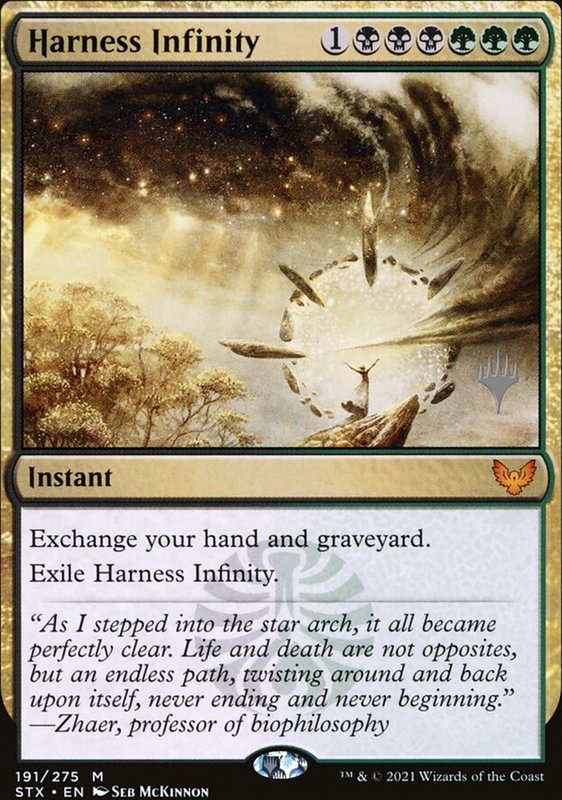 Harness Infinity 1
Instant
Exchange your hand and graveyard.
Exile Harness Infinity.
“As I stepped into the star arch, it all became
perfectly clear. Life and death are not opposites,
but an endless path, twisting around and back
upon itself, never ending and never beginning.”
—Zhaer, professor of biophilosophy
191/275 M
STX • EN Seb McKinnon
™ & © 2021 Wizards of the Coast